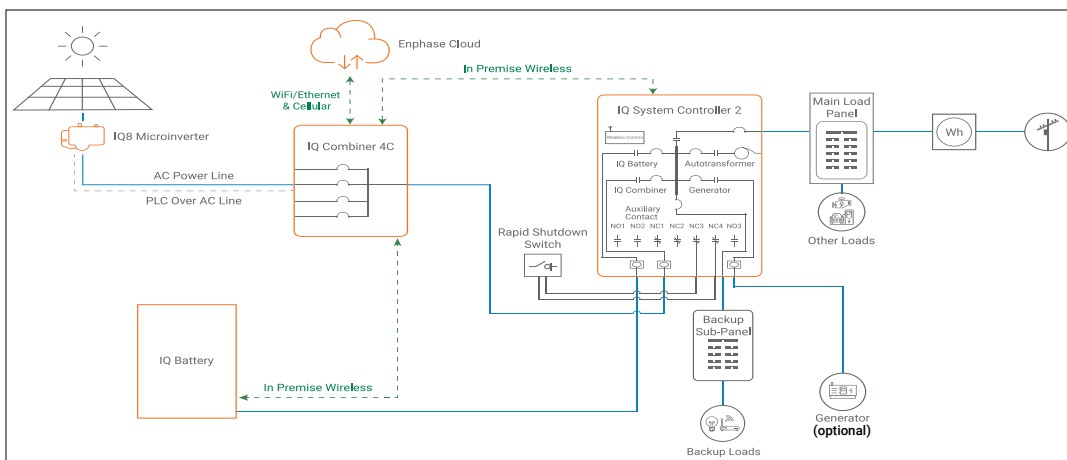 Enphase Cloud
In Premise Wireless
WiFi/Ethernet
& Cellular
IQ8 Microinverter
AC Power Line
PLC Over AC Line
IQ Combiner 4C
IQ System Controller 2
Wireless Comms
IQ Battery
Autotransformer
IQ Combiner
Generator
Auxiliary
Contact
NO1 NO2 NC1 NC2 NC3 NC4 NO3
Main Load
Panel
Wh
Other Loads
Rapid Shutdown
Switch
Backup
Sub-Panel
IQ Battery
In Premise Wireless
Backup Loads
Generator
(optional)